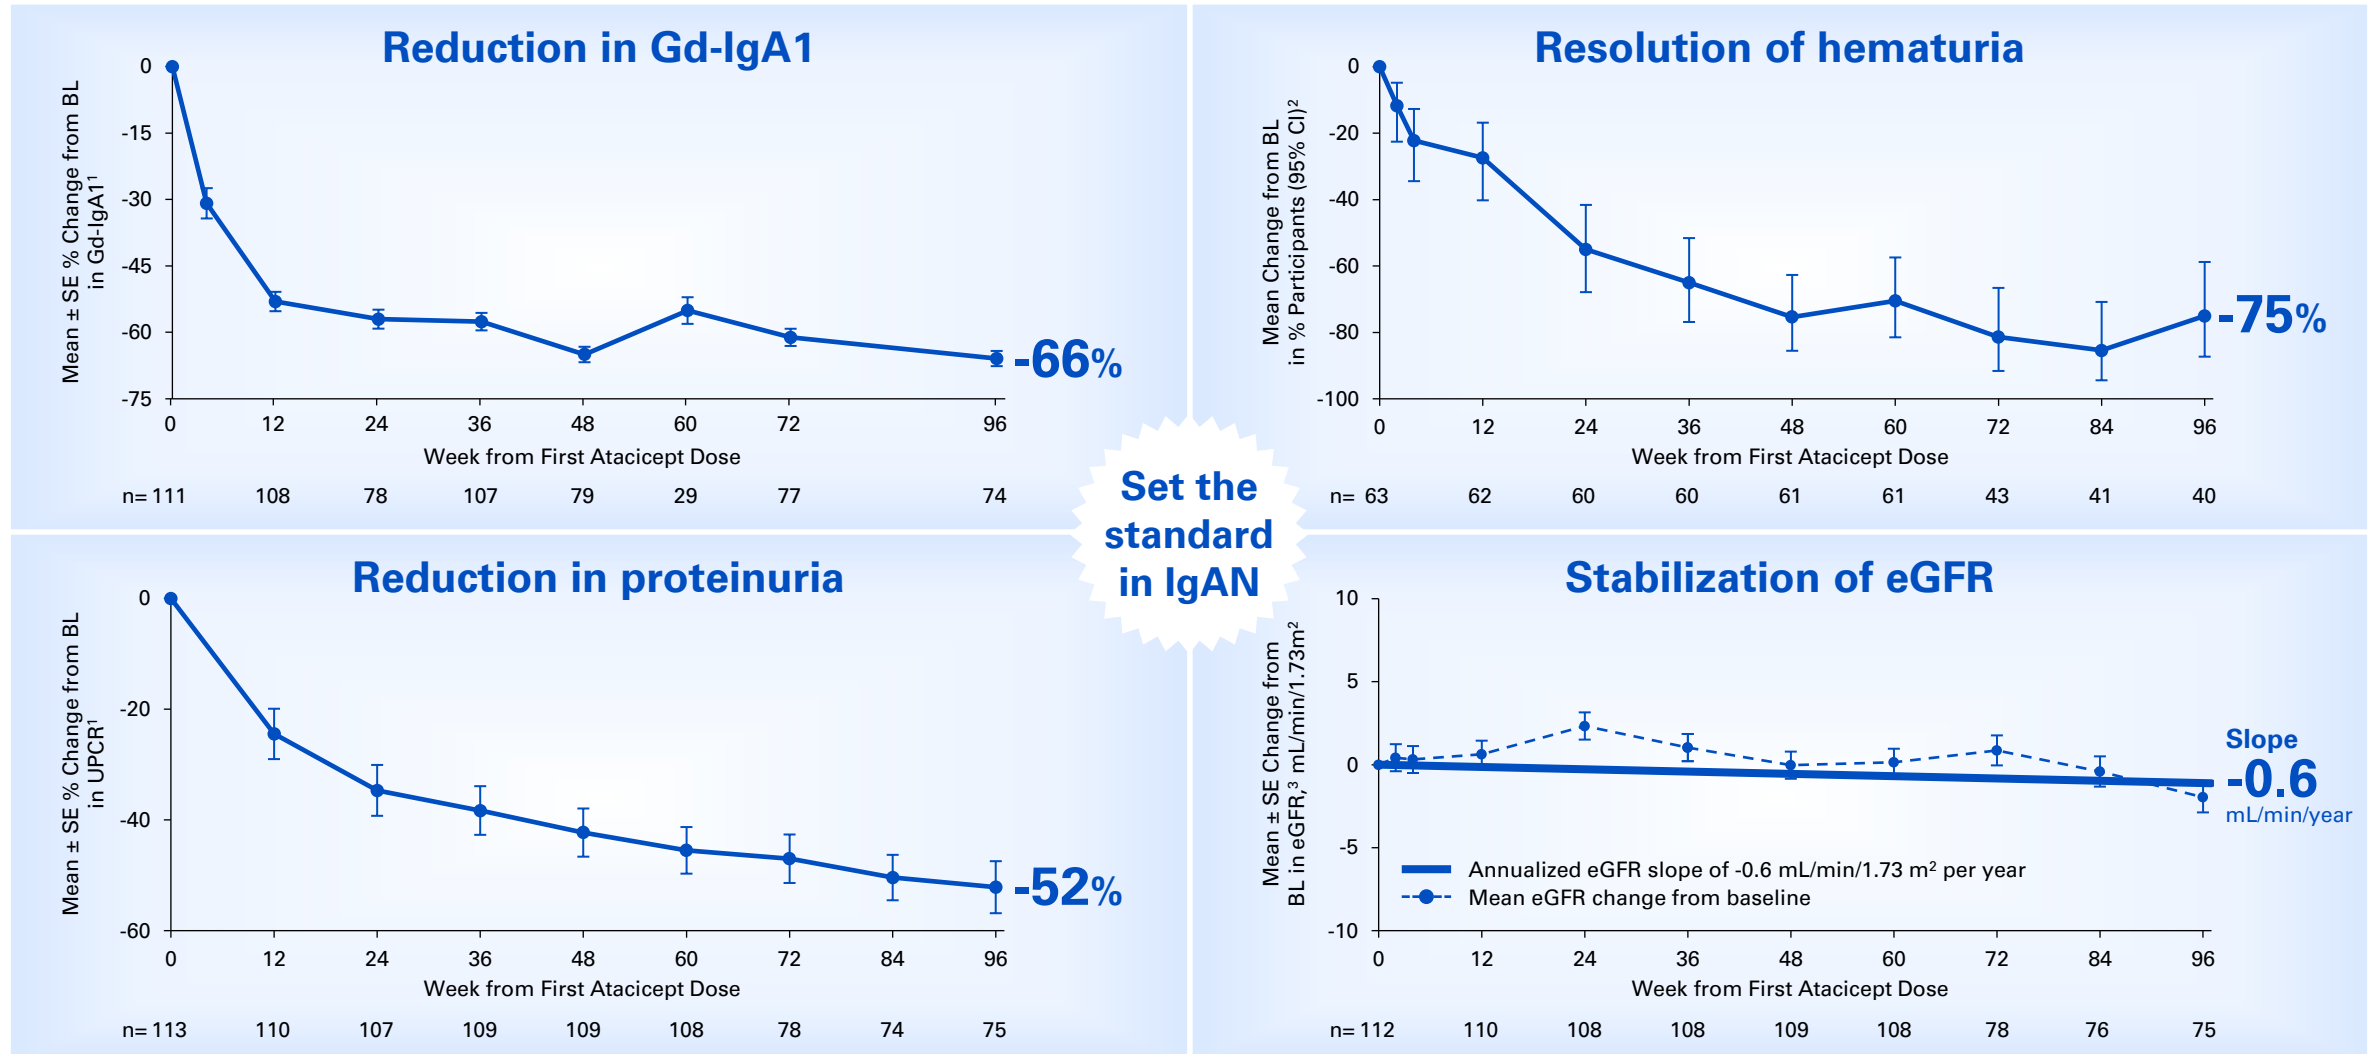 Reduction in Gd-IgA1
Mean ± SE % Change from BL
in Gd-IgA1¹
0
-15
-30
-45
-60
-75
-66%
0 12 24 36 48 60 72 96
Week from First Atacicept Dose
n= 111 108 78 107 79 29 77 74
Resolution of hematuria
Mean Change from BL
in % Participants (95% CI)²
0
-20
-40
-60
-80
-100
-75%
0 12 24 36 48 60 72 84 96
Week from First Atacicept Dose
n= 63 62 60 60 61 61 43 41 40
Set the
standard
in IgAN
Reduction in proteinuria
Mean ± SE % Change from BL
in UPCR¹
0
-20
-40
-60
-52%
0 12 24 36 48 60 72 84 96
Week from First Atacicept Dose
n= 113 110 107 109 109 108 78 74 75
Stabilization of eGFR
Mean ± SE Change from
BL in eGFR,³ mL/min/1.73m²
10
5
0
-5
-10
Slope
-0.6
mL/min/year
Annualized eGFR slope of -0.6 mL/min/1.73 m² per year
Mean eGFR change from baseline
0 12 24 36 48 60 72 84 96
Week from First Atacicept Dose
n= 112 110 108 108 109 108 78 76 75